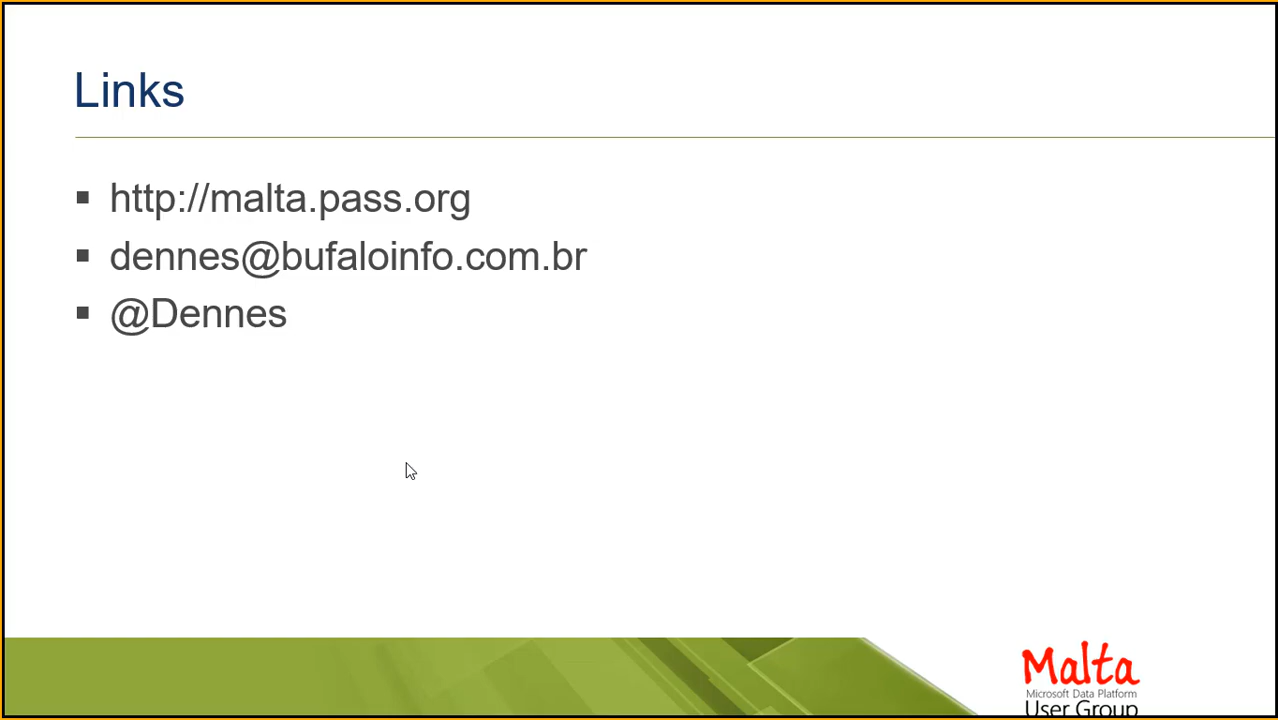 Links
http://malta.pass.org
dennes@bufaloinfo.com.br
@Dennes
Malta
Microsoft Data Platform
User Group